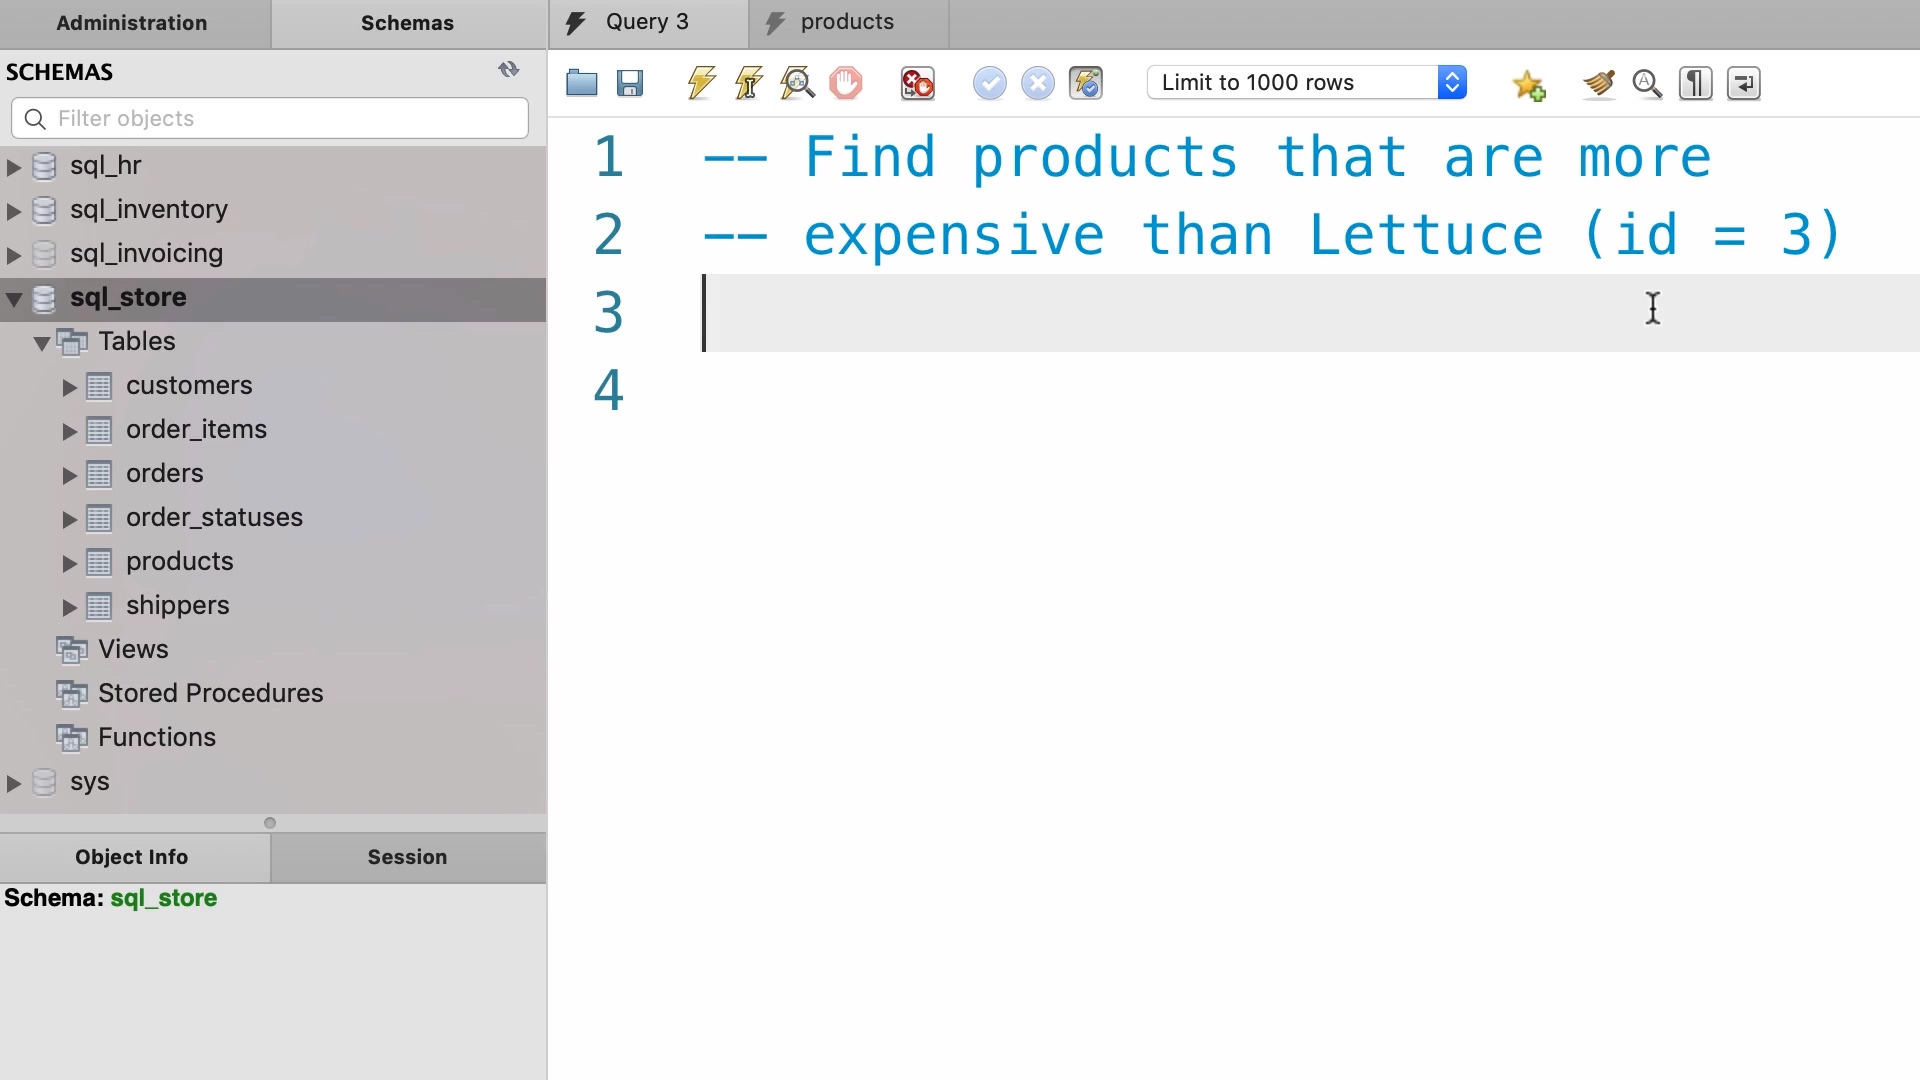 Administration
Schemas
Query 3
products
SCHEMAS
Filter objects
Limit to 1000 rows
sql_hr
sql_inventory
sql_invoicing
sql_store
Tables
customers
order_items
orders
order_statuses
products
shippers
Views
Stored Procedures
Functions
sys
Object Info
Session
Schema: sql_store
1 -- Find products that are more
2 -- expensive than Lettuce (id = 3)
3
4